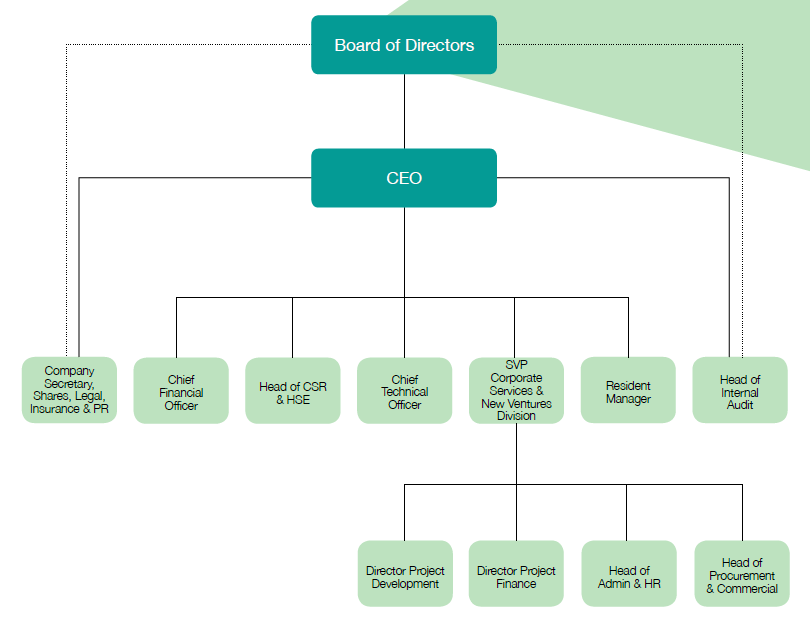 Board of Directors
CEO
Company
Secretary,
Shares, Legal,
Insurance & PR
Chief
Financial
Officer
Head of CSR
& HSE
Chief
Technical
Officer
SVP
Corporate
Services &
New Ventures
Division
Resident
Manager
Head of
Internal
Audit
Director Project
Development
Director Project
Finance
Head of
Admin & HR
Head of
Procurement
& Commercial